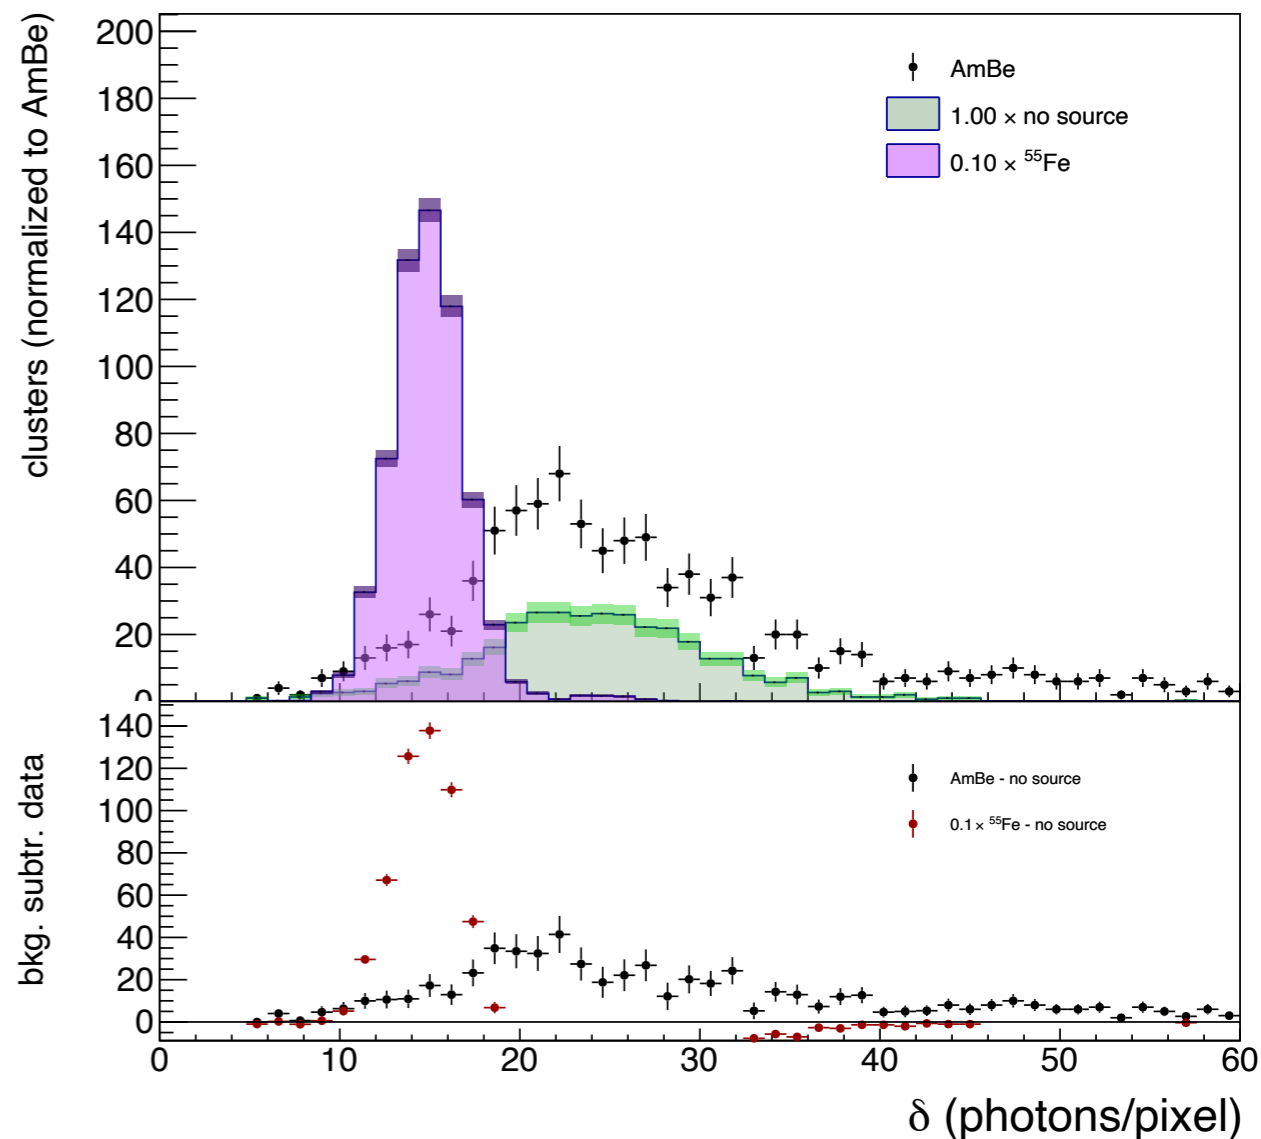 clusters (normalized to AmBe)
200
180
160
140
120
100
80
60
40
20
0
AmBe
1.00 × no source
0.10 × ⁵⁵Fe
bkg. subtr. data
140
120
100
80
60
40
20
0
AmBe - no source
0.1× ⁵⁵Fe - no source
0 10 20 30 40 50 60
δ (photons/pixel)